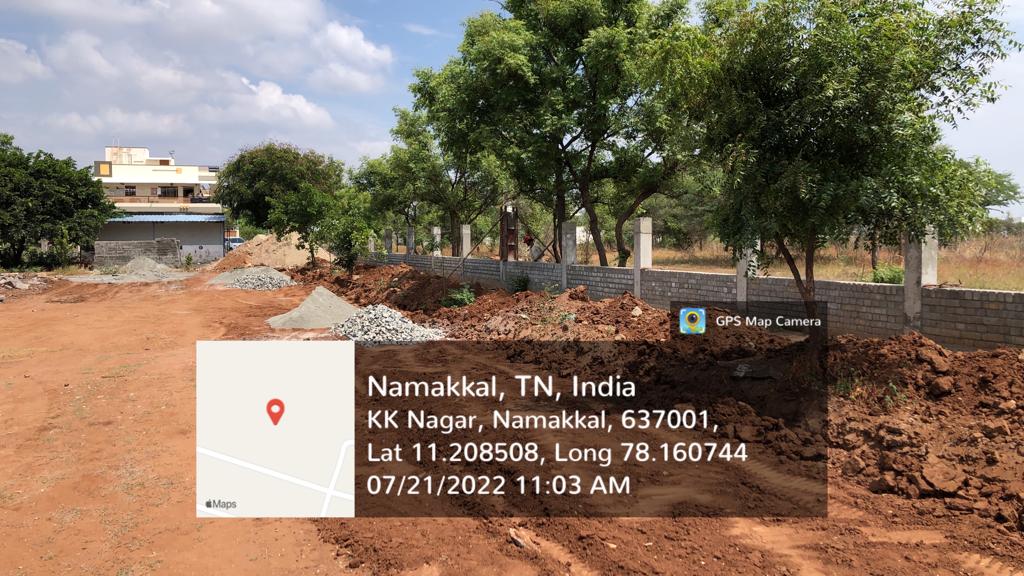 GPS Map Camera
Namakkal, TN, India
KK Nagar, Namakkal, 637001,
Lat 11.208508, Long 78.160744
07/21/2022 11:03 AM
Maps